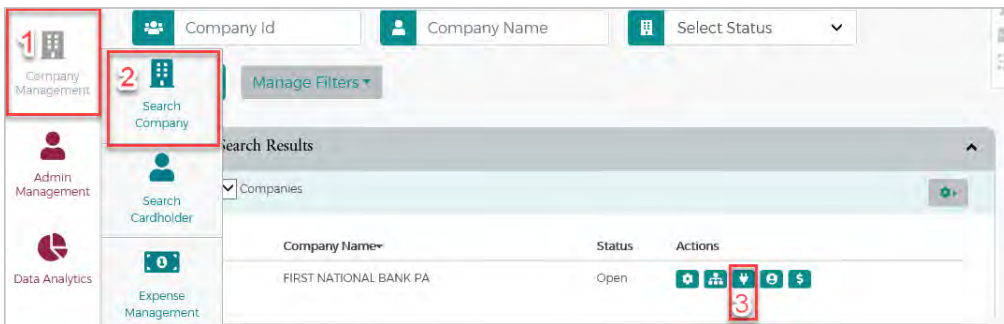 1
Company
Management
2
Search
Company
Company Id
Company Name
Select Status
Manage Filters
Admin
Management
Search
Cardholder
Data Analytics
Expense
Management
Search Results
Companies
Company Name
Status
Actions
FIRST NATIONAL BANK PA
Open
$
3